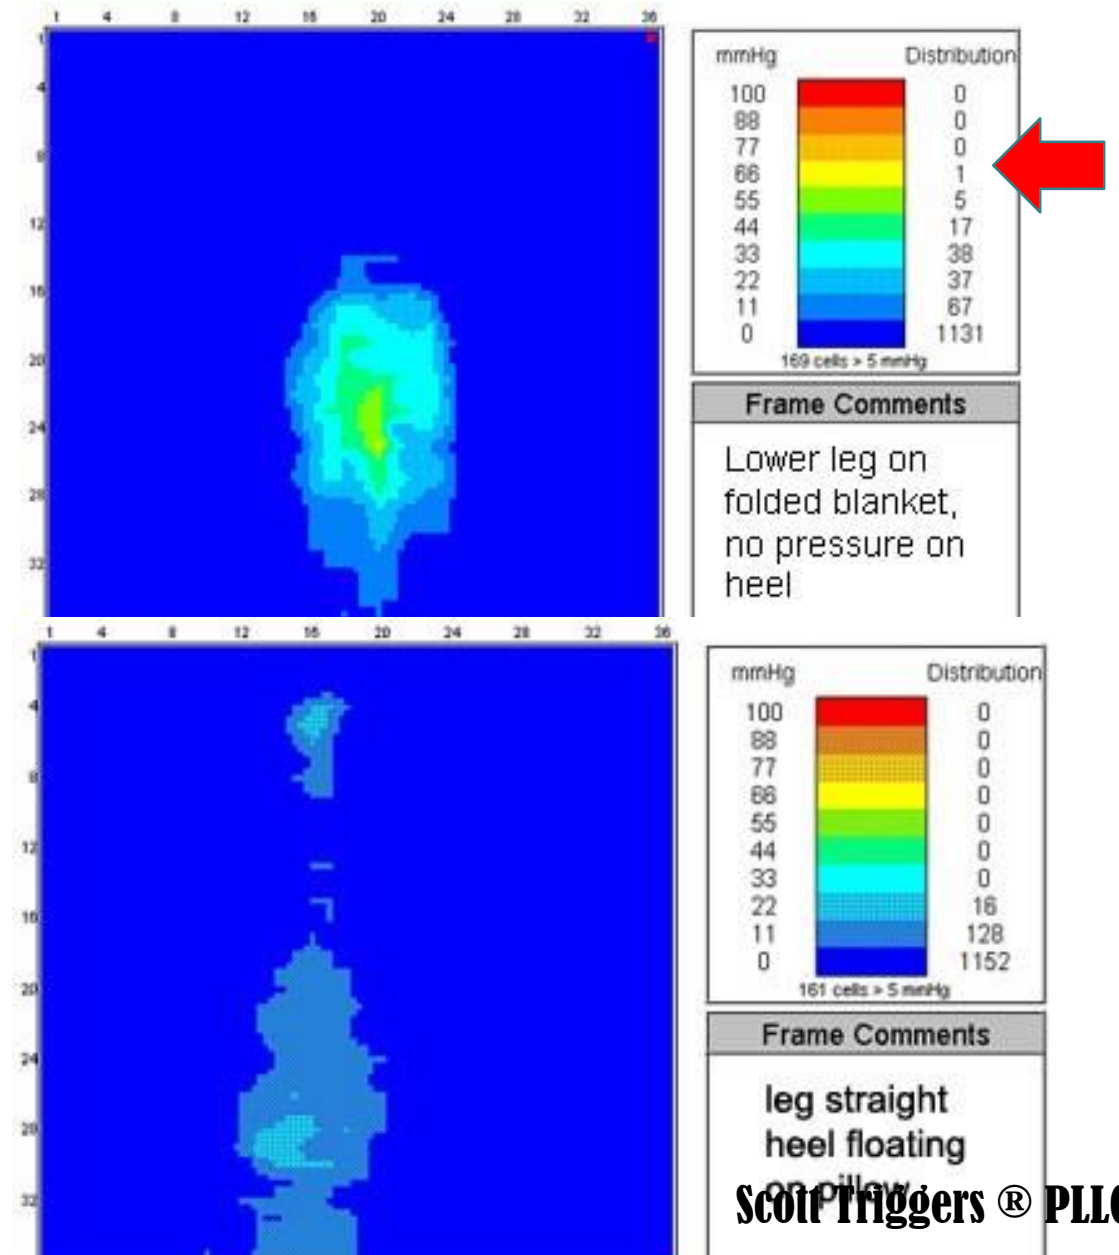 1 4 8 12 16 20 24 28 32 36
1
4
8
12
16
20
24
28
32
mmHg Distribution
100 0
88 0
77 0
66 1
55 5
44 17
33 38
22 37
11 67
0 1131
169 cells > 5 mmHg
Frame Comments
Lower leg on
folded blanket,
no pressure on
heel
1 4 8 12 16 20 24 28 32 36
1
4
8
12
16
20
24
28
32
mmHg Distribution
100 0
88 0
77 0
66 0
55 0
44 0
33 0
22 16
11 128
0 1152
161 cells > 5 mmHg
Frame Comments
leg straight
heel floating
on pillow
Scott Triggers ® PLLC